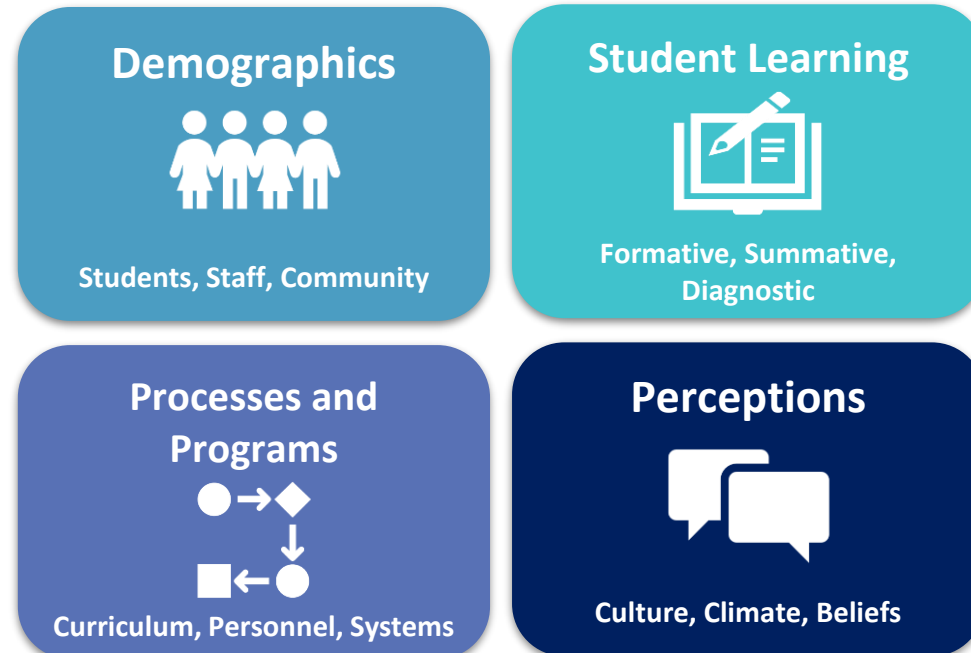 Demographics
Students, Staff, Community
Student Learning
Formative, Summative,
Diagnostic
Processes and
Programs
Curriculum, Personnel, Systems
Perceptions
Culture, Climate, Beliefs